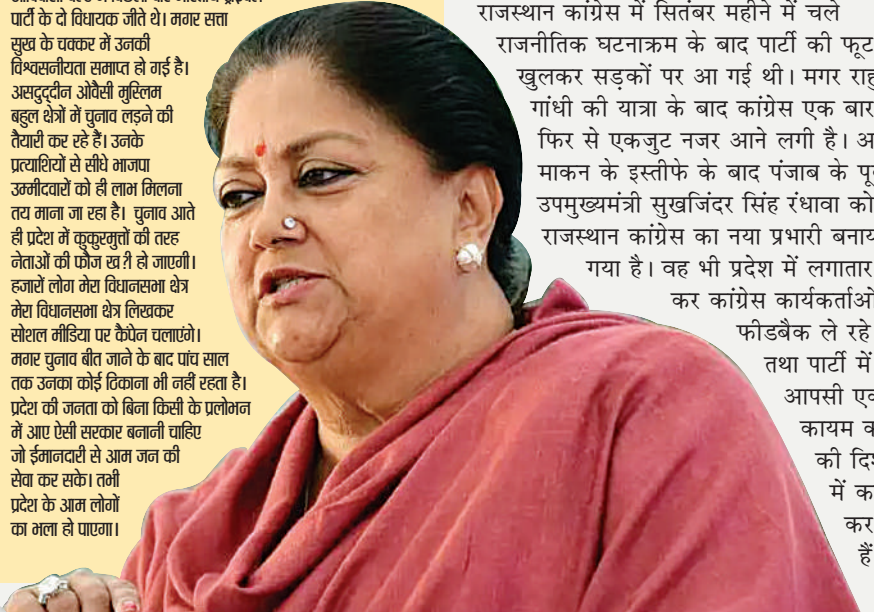 पार्टी के दो विधायक जीते थे। मगर सत्ता
सुख के चक्कर में उनकी
विश्वसनीयता समाप्त हो गई है।
असदुद्दीन ओवैसी मुस्लिम
बहुल क्षेत्रों में चुनाव लड़ने की
तैयारी कर रहे हैं। उनके
प्रत्याशियों से सीधे भाजपा
उम्मीदवारों को ही लाभ मिलना
तय माना जा रहा है। चुनाव आते
ही प्रदेश में कुकुरमुत्तों की तरह
नेताओं की फौज ख़?ी हो जाएगी।
हजारों लोग मेरा विधानसभा क्षेत्र
मेरा विधानसभा क्षेत्र लिखकर
सोशल मीडिया पर कैंपेन चलाएंगे।
मगर चुनाव बीत जाने के बाद पांच साल
तक उनका कोई ठिकाना भी नहीं रहता है।
प्रदेश की जनता को बिना किसी के प्रलोभन
में आए ऐसी सरकार बनानी चाहिए
जो ईमानदारी से आम जन की
सेवा कर सके। तभी
प्रदेश के आम लोगों
का भला हो पाएगा।
राजस्थान कांग्रेस में सितंबर महीने में चले
राजनीतिक घटनाक्रम के बाद पार्टी की फूट
खुलकर सड़कों पर आ गई थी। मगर राहु
गांधी की यात्रा के बाद कांग्रेस एक बार
फिर से एकजुट नजर आने लगी है। अ
माकन के इस्तीफे के बाद पंजाब के पू
उपमुख्यमंत्री सुखजिंदर सिंह रंधावा को
राजस्थान कांग्रेस का नया प्रभारी बनाय
गया है। वह भी प्रदेश में लगातार
कर कांग्रेस कार्यकर्ताओं
फीडबैक ले रहे
तथा पार्टी में
आपसी एक
कायम क
की दिश
में क
कर
हैं